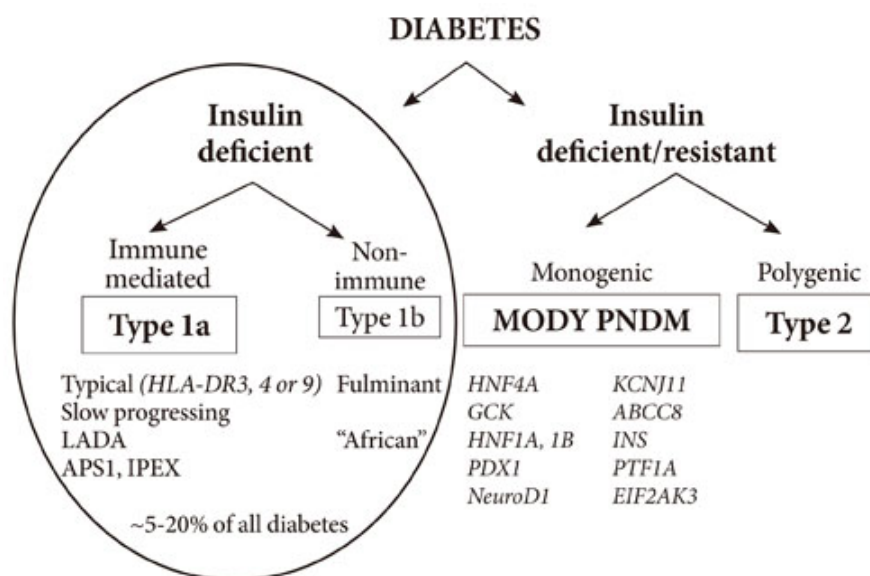 DIABETES
Insulin
deficient
Insulin
deficient/resistant
Immune
mediated
Non-
immune
Monogenic
Polygenic
Type 1a
Type 1b
MODY PNDM
Type 2
Typical (HLA-DR3, 4 or 9)
Slow progressing
LADA
APS1, IPEX
Fulminant
“African”
HNF4A
GCK
HNF1A, 1B
PDX1
NeuroD1
KCNJ11
ABCC8
INS
PTF1A
EIF2AK3
~5-20% of all diabetes